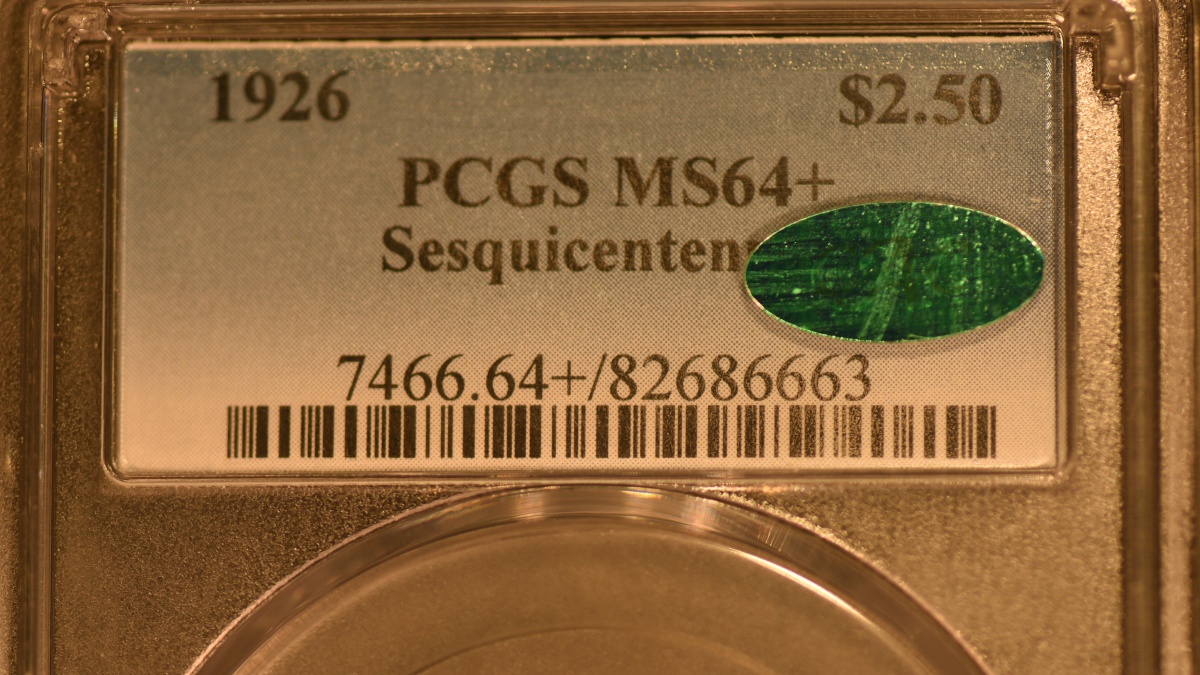 1926 $2.50
PCGS MS64+
Sesquicenten
7466.64+/82686663